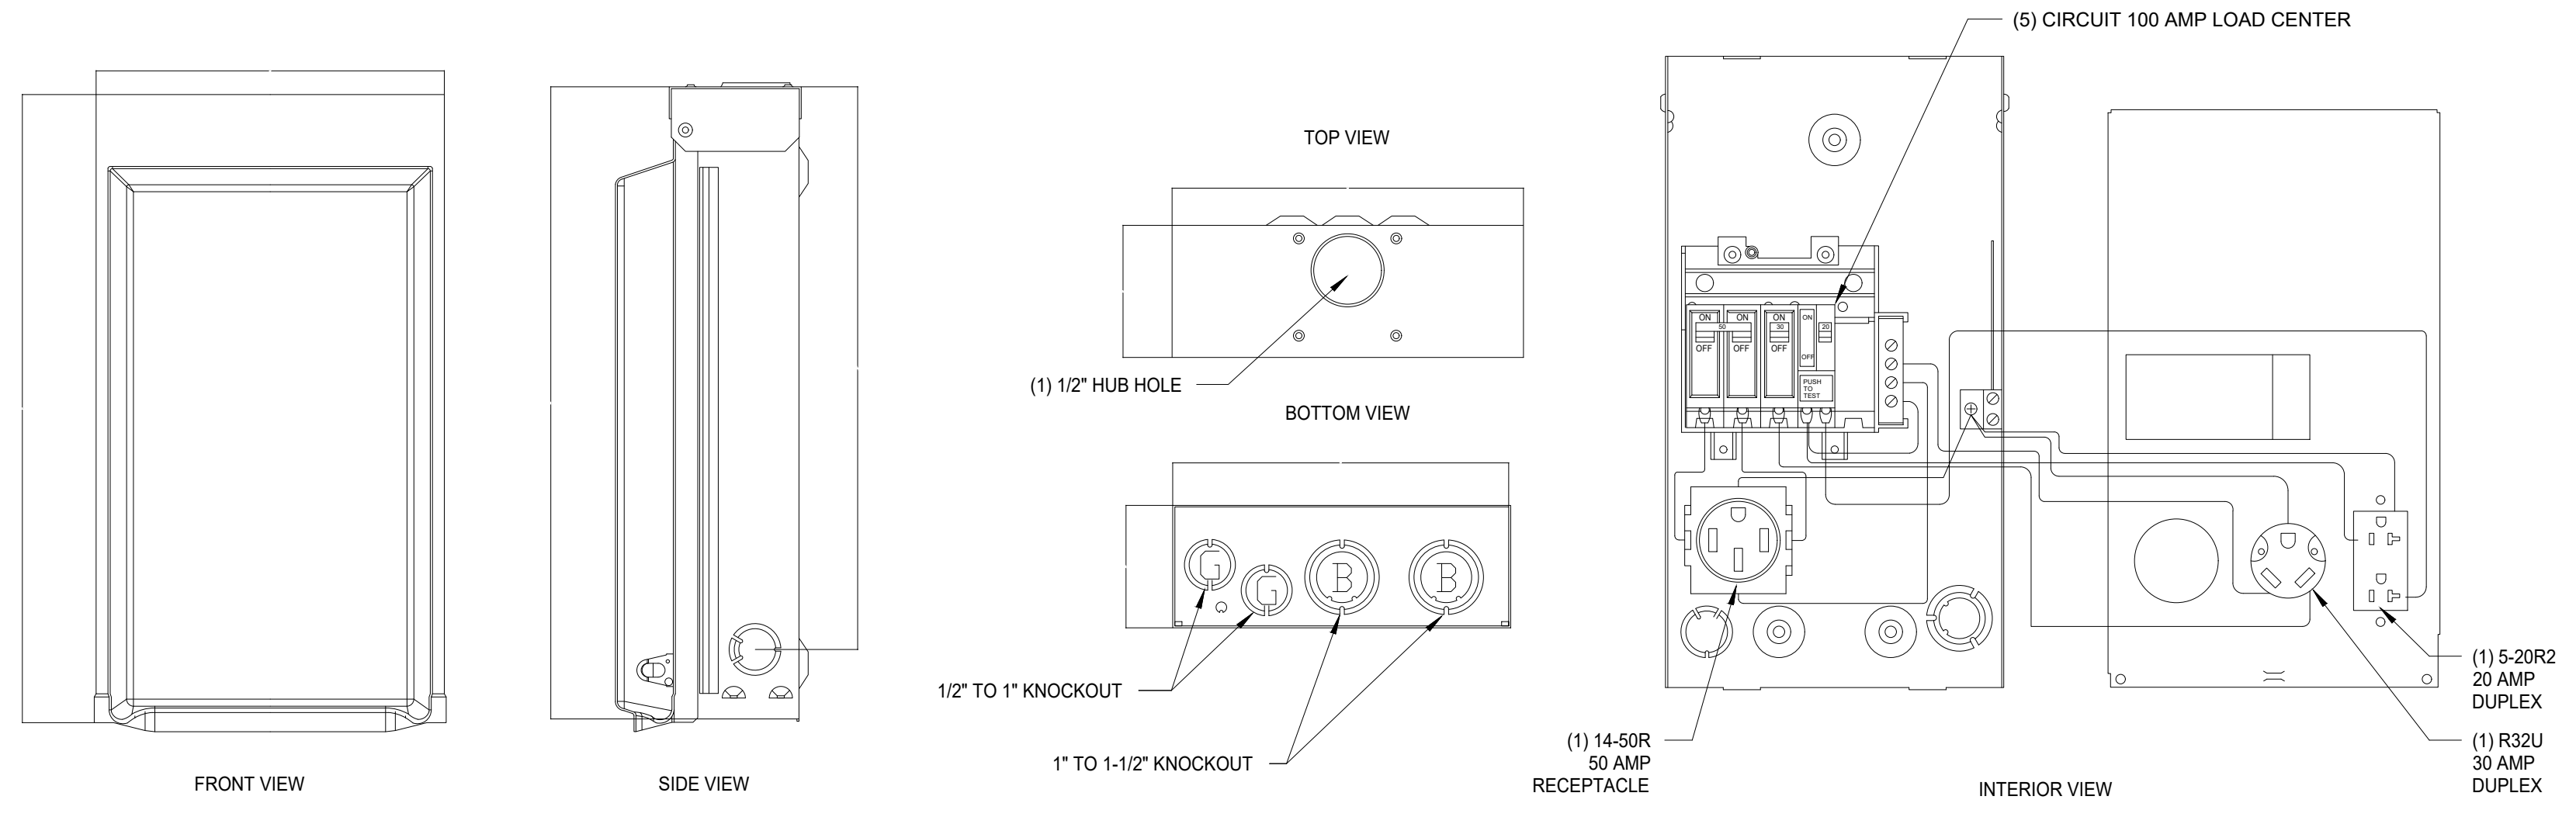 (5) CIRCUIT 100 AMP LOAD CENTER
TOP VIEW
(1) 1/2" HUB HOLE
BOTTOM VIEW
G
G
B
B
1/2" TO 1" KNOCKOUT
1" TO 1-1/2" KNOCKOUT
FRONT VIEW
SIDE VIEW
ON
ON
ON
ON
50
30
20
OFF
OFF
OFF
OFF
PUSH
TO
TEST
(1) 14-50R
50 AMP
RECEPTACLE
INTERIOR VIEW
(1) 5-20R2
20 AMP
DUPLEX
(1) R32U
30 AMP
DUPLEX